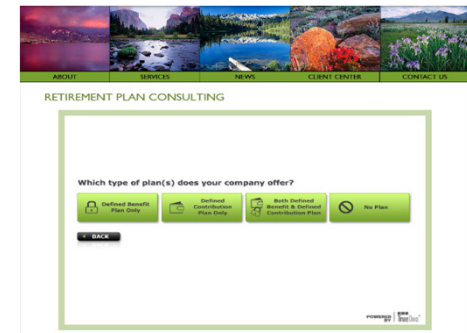 ABOUT SERVICES NEWS CLIENT CENTER CONTACT US
RETIREMENT PLAN CONSULTING
Which type of plan(s) does your company offer?
Defined Benefit
Plan Only
Defined
Contribution
Plan Only
Both Defined
Benefit & Defined
Contribution Plan
No Plan
BACK
POWERED
BY